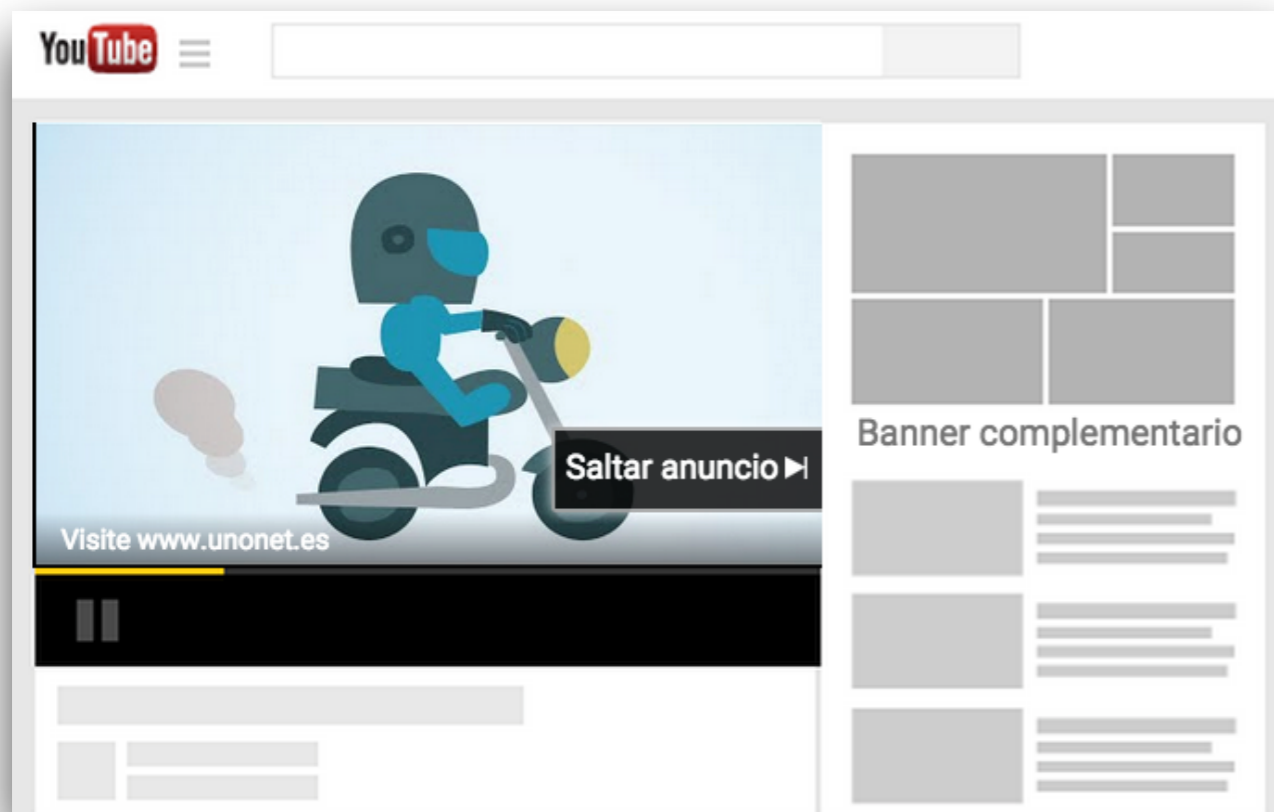 YouTube
Banner complementario
Saltar anuncio
Visite www.unonet.es